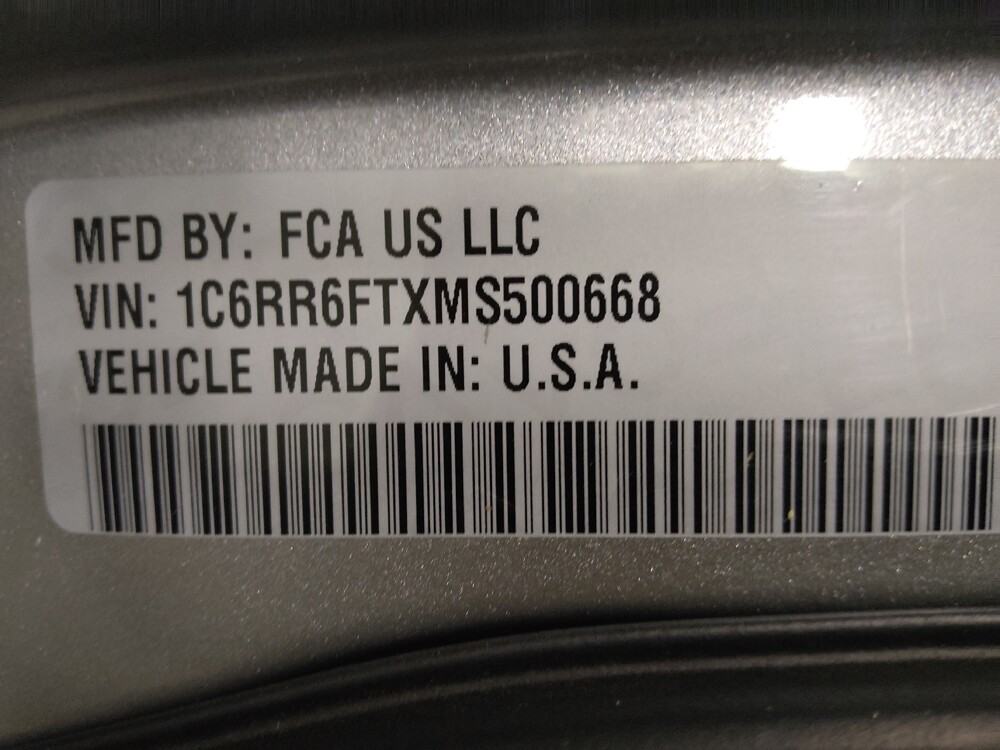 MFD BY: FCA US LLC
VIN: 1C6RR6FTXMS500668
VEHICLE MADE IN: U.S.A.